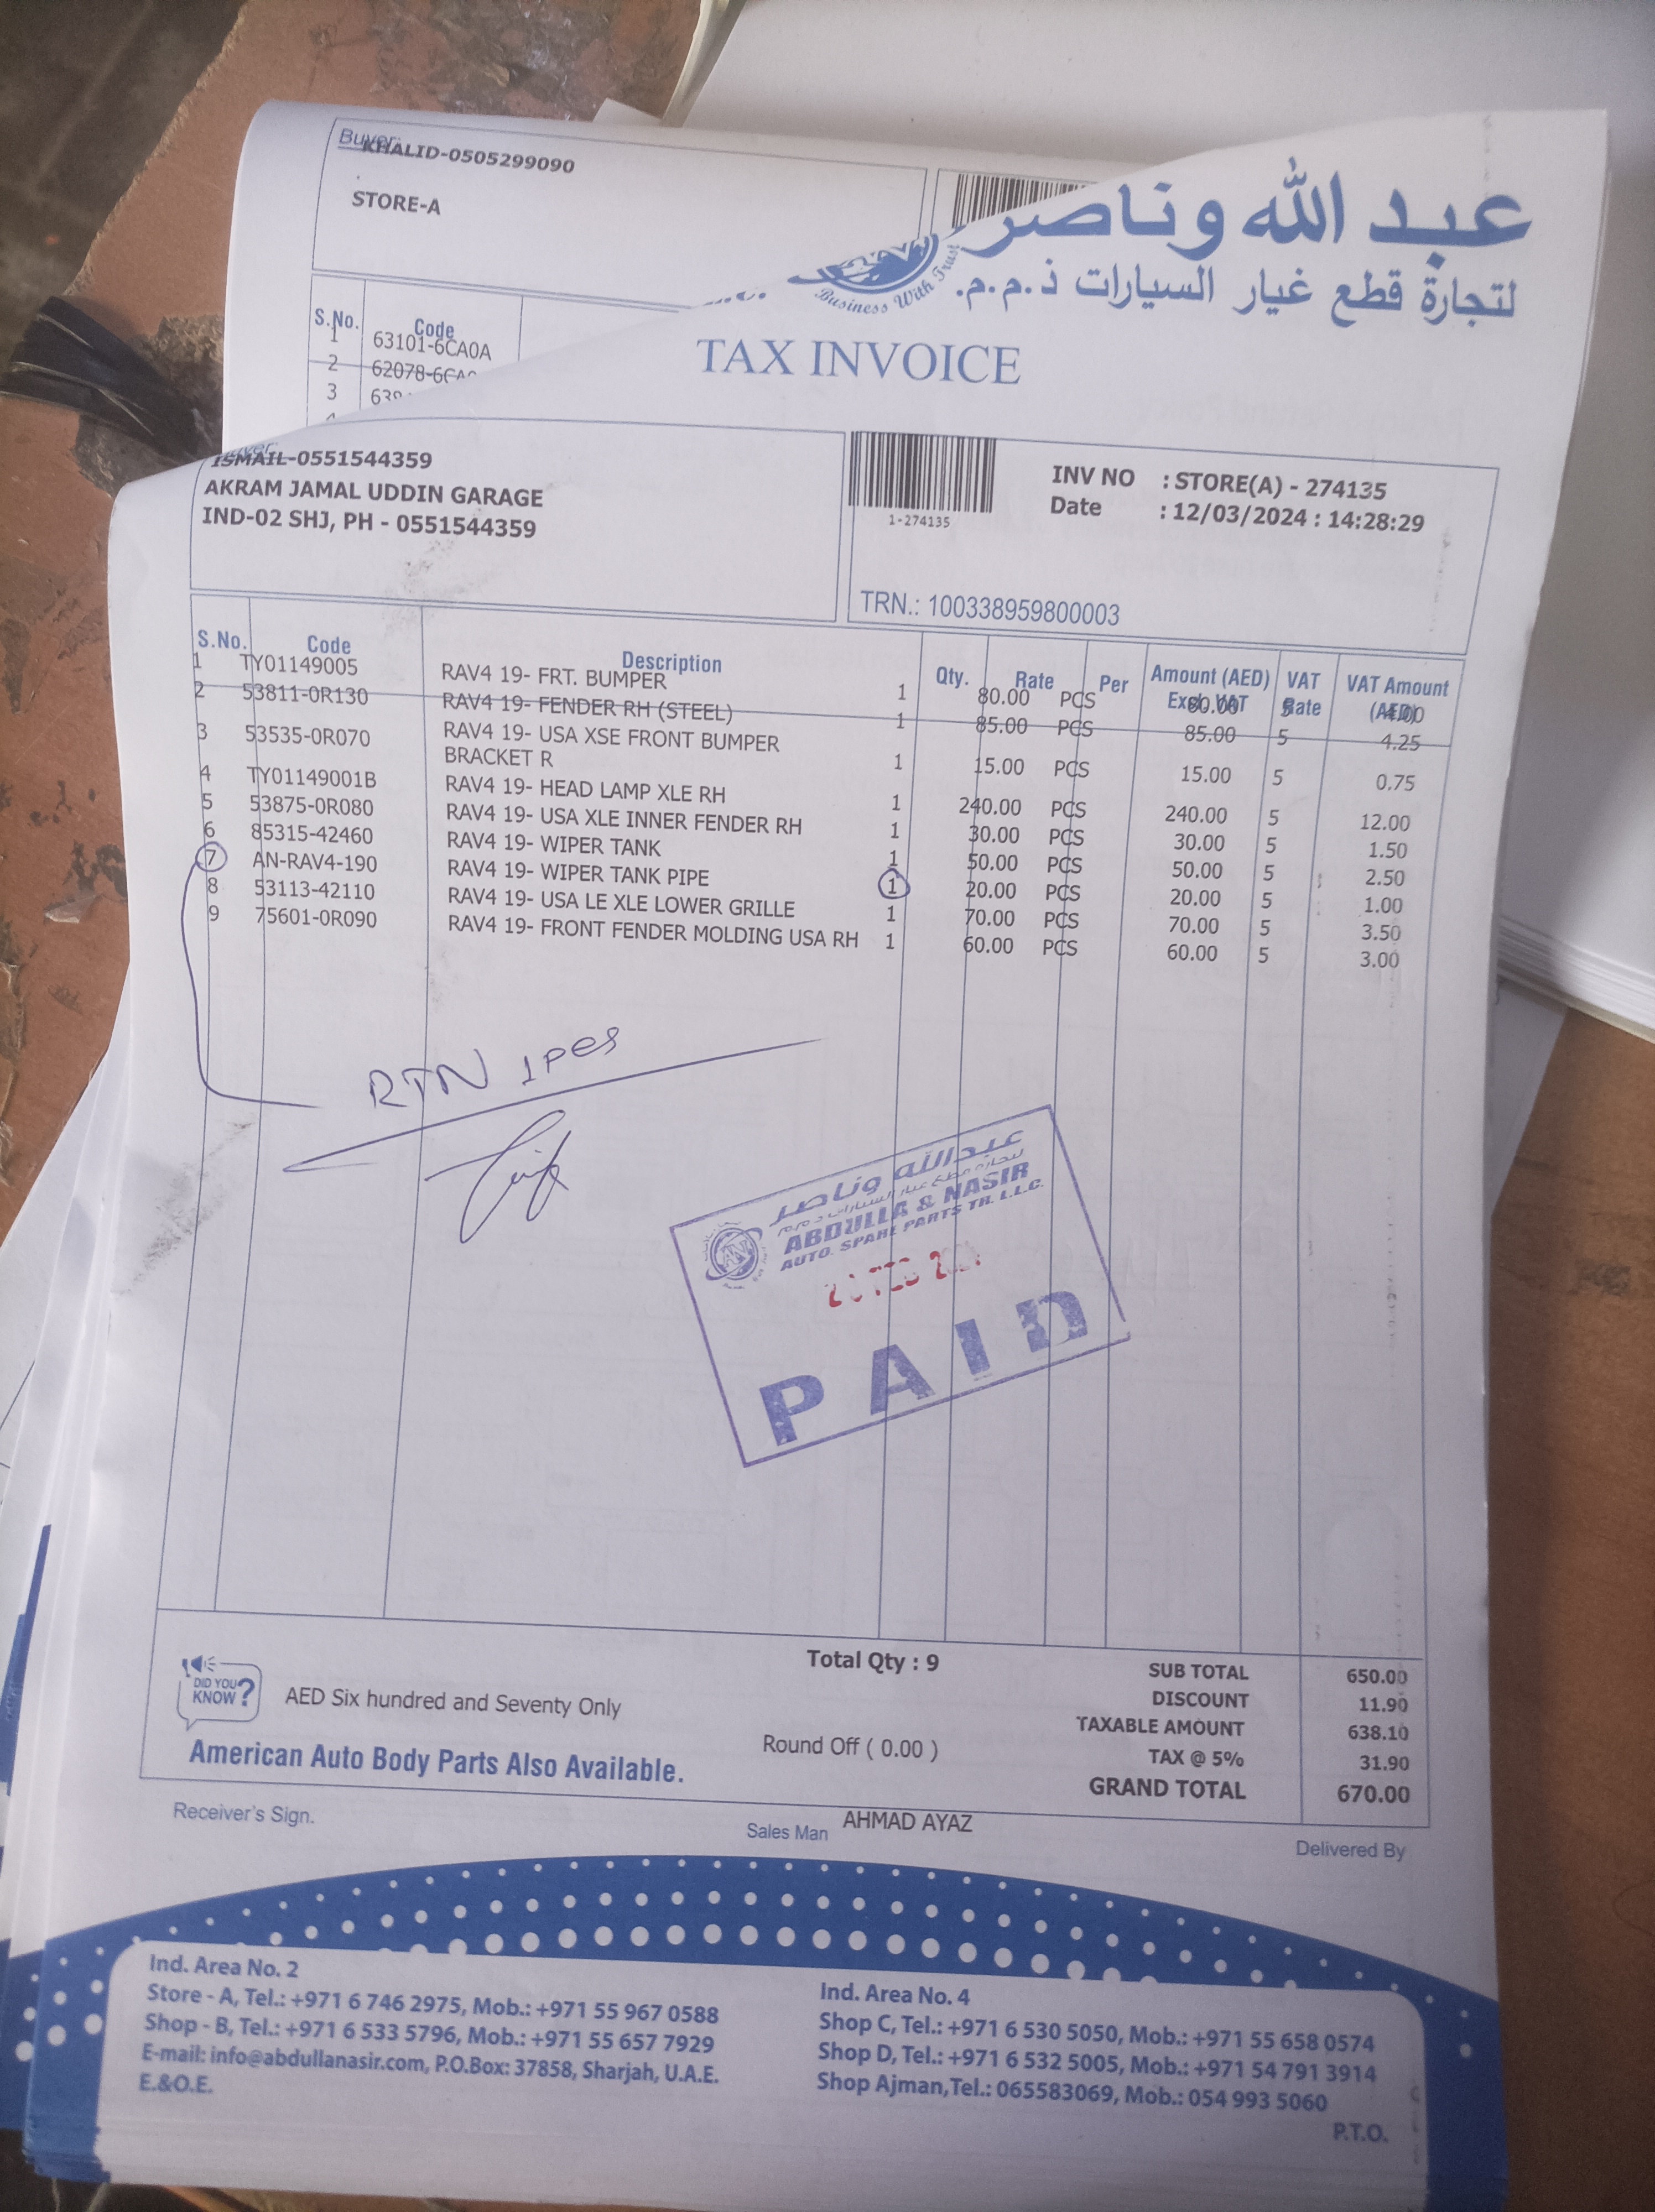 Buyer:
KHALID-0505299090
STORE-A
S.No. Code
1 63101-6CA0A
2
3
عبد الله وناصر
لتجارة قطع غيار السيارات ذ.م.م.
Business With Trust
TAX INVOICE
ISMAIL-0551544359
AKRAM JAMAL UDDIN GARAGE
IND-02 SHJ, PH - 0551544359
1-274135
INV NO : STORE(A) - 274135
Date : 12/03/2024 : 14:28:29
TRN.: 100338959800003
S.No. Code Description Qty. Rate Per Amount (AED) Excl. VAT VAT Rate VAT Amount (AED)
1 TY01149005 RAV4 19- FRT. BUMPER 1 80.00 PCS 80.00 5 4.00
2 53811-0R130 RAV4 19- FENDER RH (STEEL) 1 85.00 PCS 85.00 5 4.25
3 53535-0R070 RAV4 19- USA XSE FRONT BUMPER 1 15.00 PCS 15.00 5 0.75
BRACKET R
4 TY01149001B RAV4 19- HEAD LAMP XLE RH 1 240.00 PCS 240.00 5 12.00
5 53875-0R080 RAV4 19- USA XLE INNER FENDER RH 1 30.00 PCS 30.00 5 1.50
6 85315-42460 RAV4 19- WIPER TANK 1 50.00 PCS 50.00 5 2.50
7 AN-RAV4-190 RAV4 19- WIPER TANK PIPE 1 20.00 PCS 20.00 5 1.00
8 53113-42110 RAV4 19- USA LE XLE LOWER GRILLE 1 70.00 PCS 70.00 5 3.50
9 75601-0R090 RAV4 19- FRONT FENDER MOLDING USA RH 1 60.00 PCS 60.00 5 3.00
RTN 1 PCS
عبدالله وناصر
لتجارة قطع غيار السيارات ذ.م.م
ABDULLA & NASIR
AUTO. SPARE PARTS TR. L.L.C.
FEB
PAID
Total Qty : 9
SUB TOTAL 650.00
DISCOUNT 11.90
TAXABLE AMOUNT 638.10
TAX @ 5% 31.90
GRAND TOTAL 670.00
DID YOU KNOW?
AED Six hundred and Seventy Only
Round Off ( 0.00 )
American Auto Body Parts Also Available.
Receiver's Sign.
Sales Man AHMAD AYAZ
Delivered By
Ind. Area No. 2
Store - A, Tel.: +971 6 746 2975, Mob.: +971 55 967 0588
Shop - B, Tel.: +971 6 533 5796, Mob.: +971 55 657 7929
E-mail: info@abdullanasir.com, P.O.Box: 37858, Sharjah, U.A.E.
E.&O.E.
Ind. Area No. 4
Shop C, Tel.: +971 6 530 5050, Mob.: +971 55 658 0574
Shop D, Tel.: +971 6 532 5005, Mob.: +971 54 791 3914
Shop Ajman,Tel.: 065583069, Mob.: 054 993 5060
P.T.O.